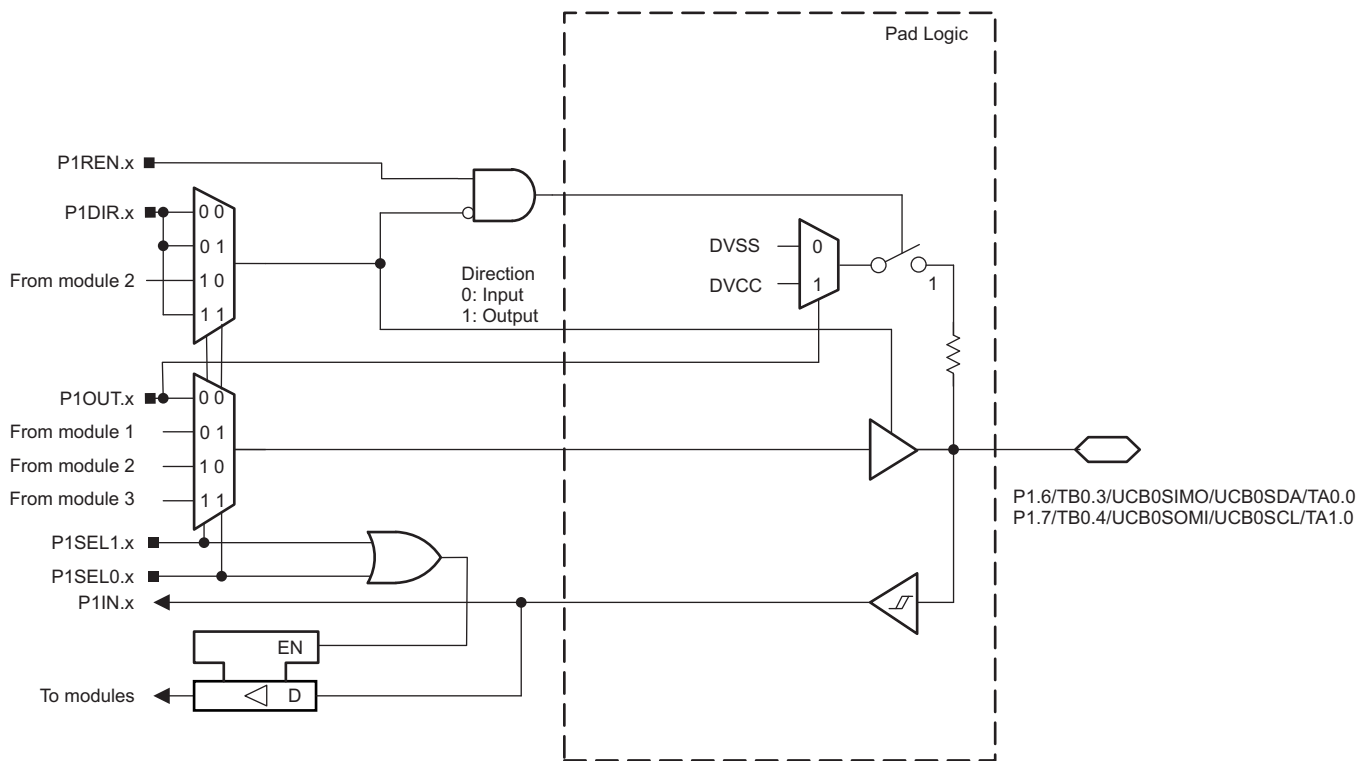 Pad Logic
P1REN.x
P1DIR.x
0 0
0 1
From module 2
1 0
1 1
Direction
0: Input
1: Output
DVSS
0
DVCC
1
1
P1OUT.x
0 0
From module 1
0 1
From module 2
1 0
From module 3
1 1
P1.6/TB0.3/UCB0SIMO/UCB0SDA/TA0.0
P1.7/TB0.4/UCB0SOMI/UCB0SCL/TA1.0
P1SEL1.x
P1SEL0.x
P1IN.x
EN
To modules
D